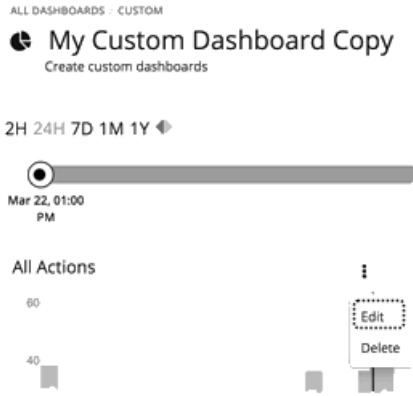 ALL DASHBOARDS / CUSTOM
My Custom Dashboard Copy
Create custom dashboards
2H 24H 7D 1M 1Y
Mar 22, 01:00
PM
All Actions
60
Edit
Delete
40